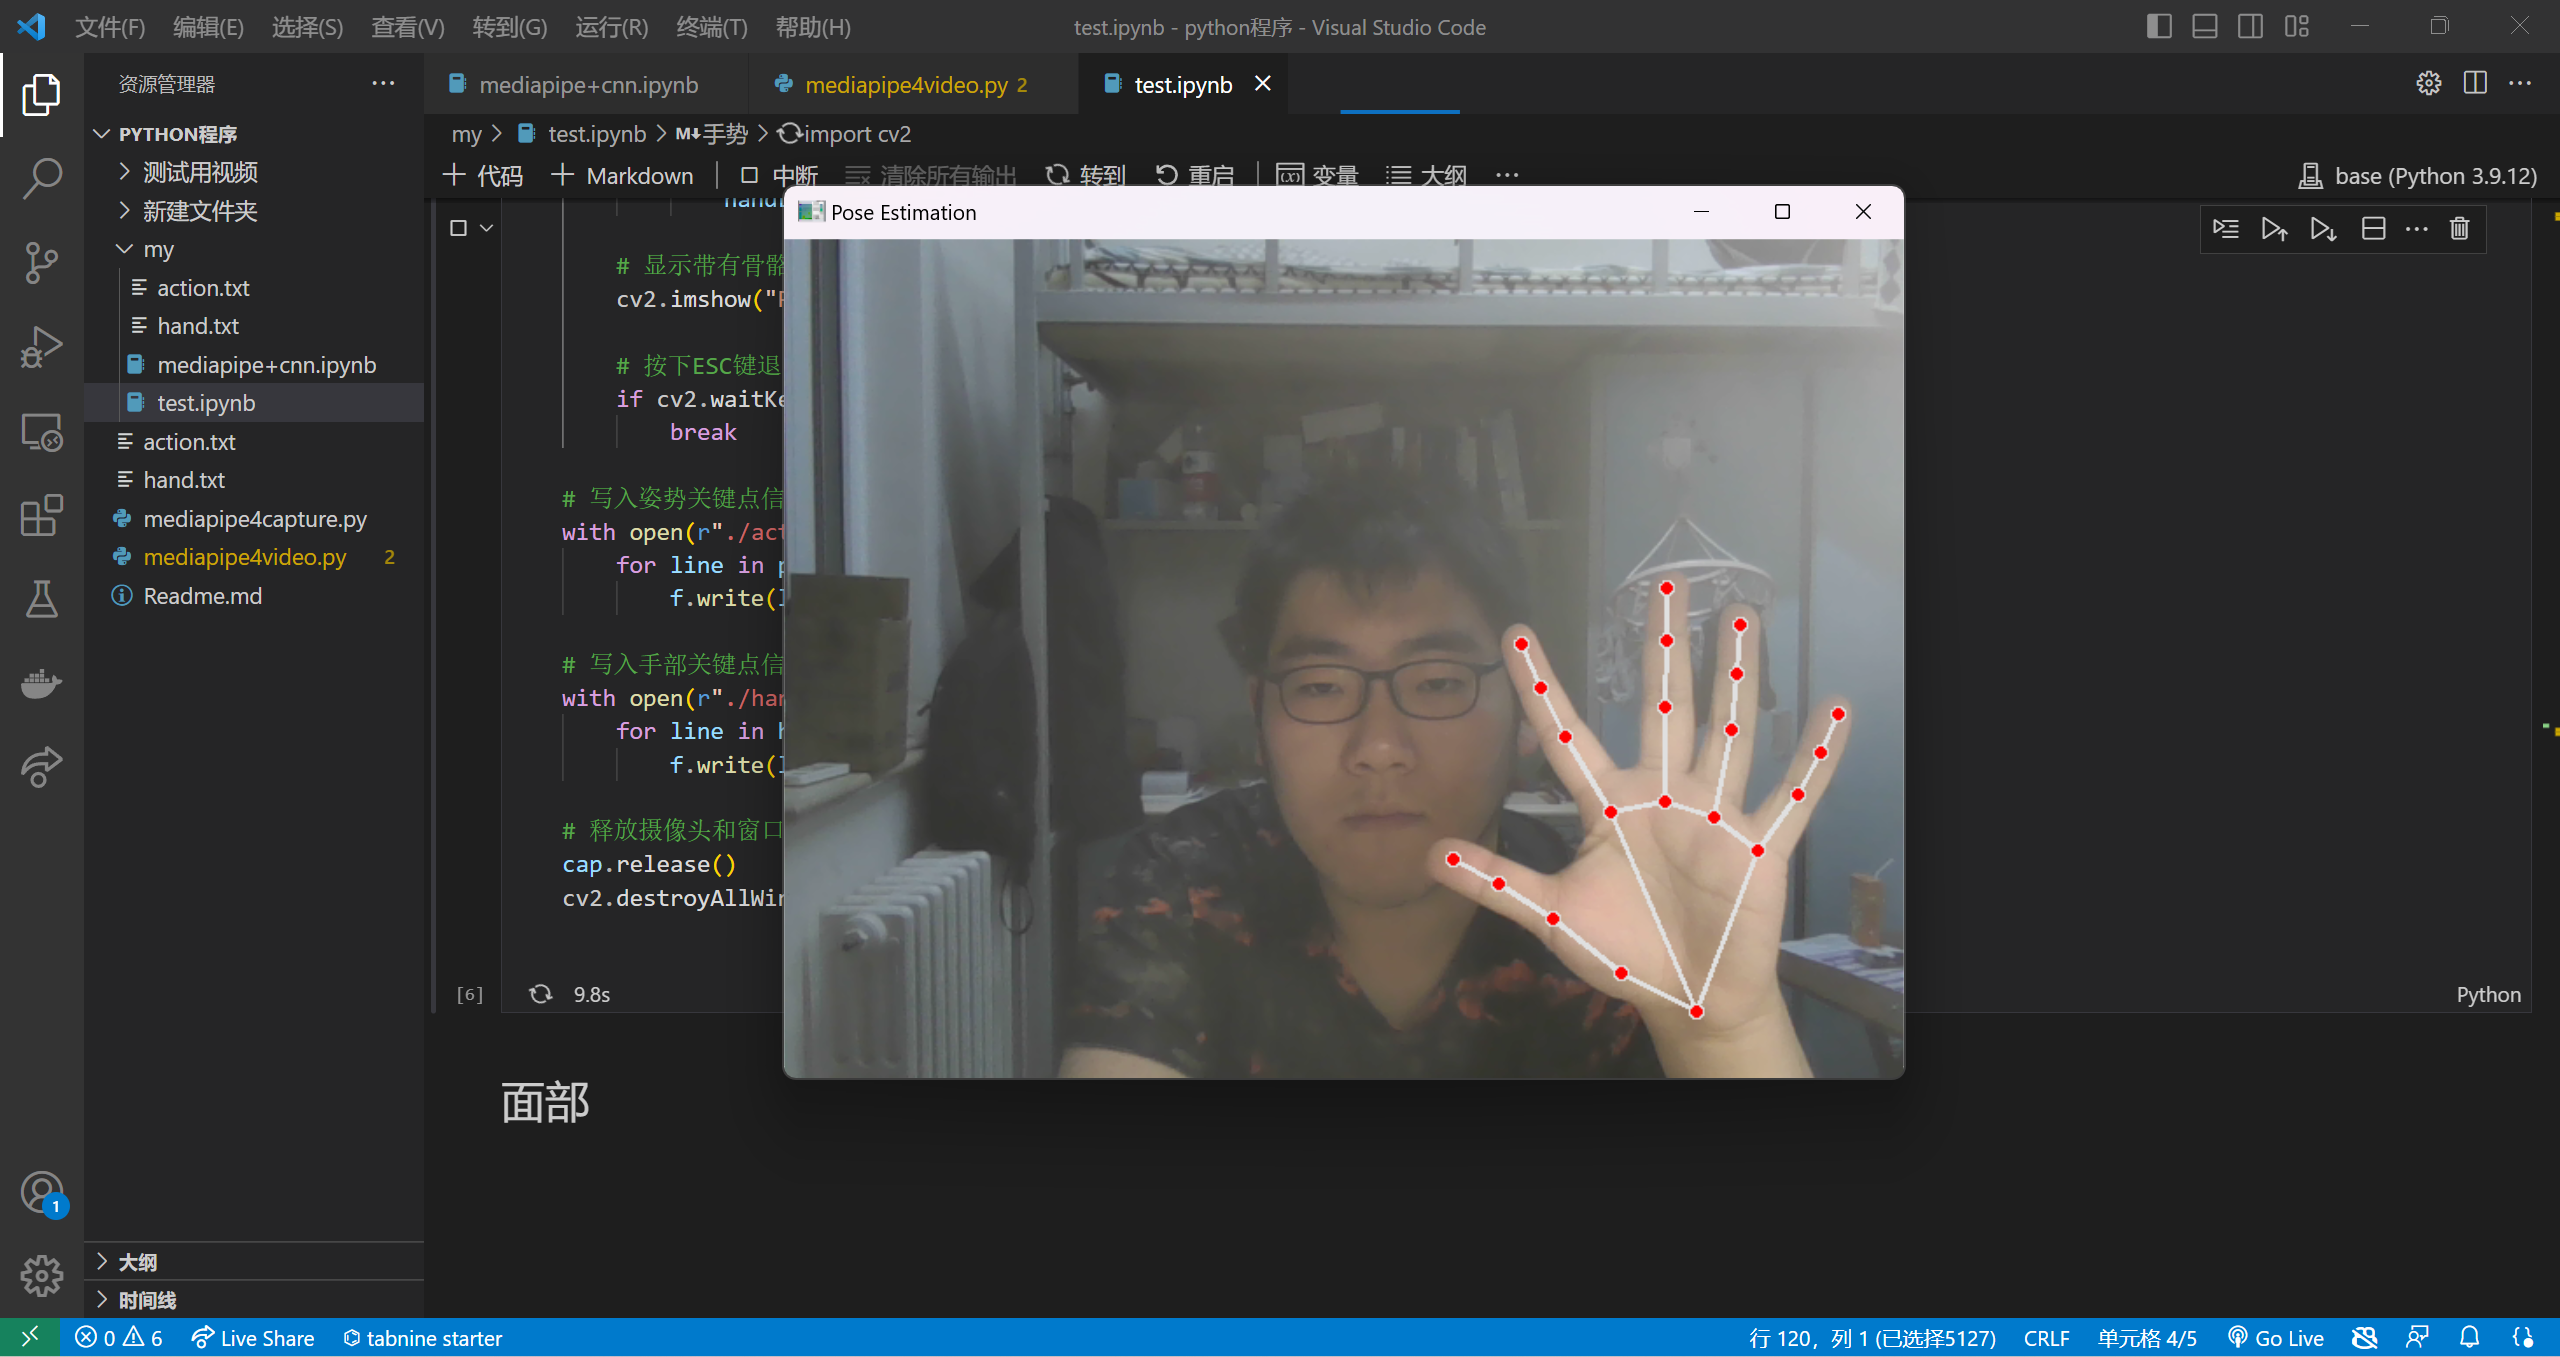 文件(F) 编辑(E) 选择(S) 查看(V) 转到(G) 运行(R) 终端(T) 帮助(H) test.ipynb - python程序 - Visual Studio Code
资源管理器
mediapipe+cnn.ipynb mediapipe4video.py 2 test.ipynb
PYTHON程序
测试用视频
新建文件夹
my
action.txt
hand.txt
mediapipe+cnn.ipynb
test.ipynb
action.txt
hand.txt
mediapipe4capture.py
mediapipe4video.py 2
Readme.md
大纲
时间线
1
my > test.ipynb > M↓手势 > import cv2
代码 Markdown 中断 清除所有输出 转到 重启 变量 大纲
base (Python 3.9.12)
# 显示带有骨骼
cv2.imshow("
# 按下ESC键退
if cv2.waitKe
break
# 写入姿势关键点信
with open(r"./act
for line in
f.write(
# 写入手部关键点信
with open(r"./har
for line in
f.write(
# 释放摄像头和窗口
cap.release()
cv2.destroyAllWin
[6] 9.8s
Python
Pose Estimation
面部
0 6 Live Share tabnine starter
行 120，列 1 (已选择5127) CRLF 单元格 4/5 Go Live